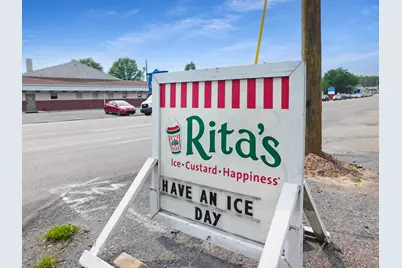 Rita's
Ice · Custard · Happiness
HAVE AN ICE
DAY